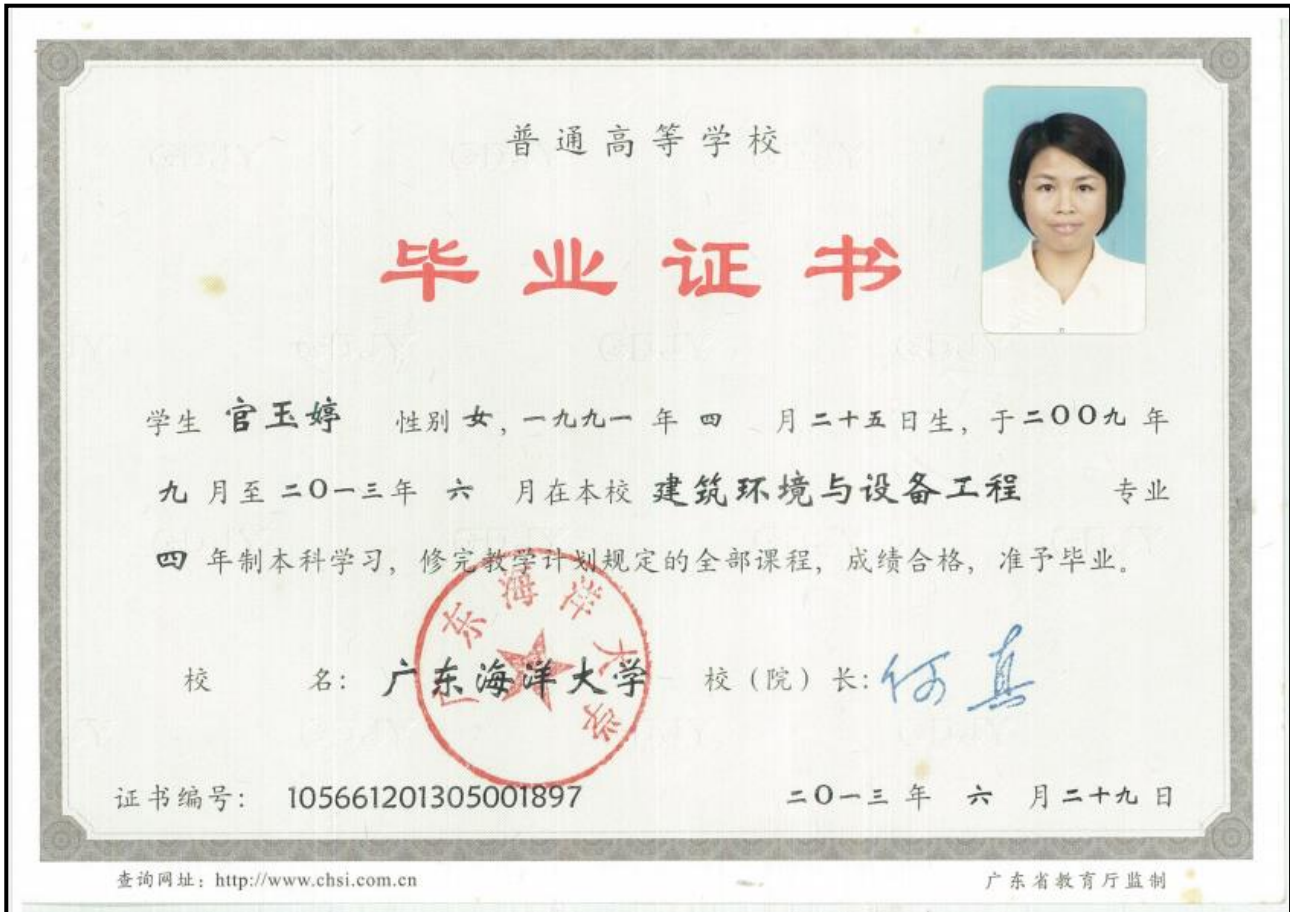 普通高等学校
毕业证书
学生 官玉婷 性别 女, 一九九一 年 四 月 二十五 日生, 于 二00九 年
九 月至 二0一三 年 六 月在本校 建筑环境与设备工程 专业
四 年制本科学习, 修完教学计划规定的全部课程, 成绩合格, 准予毕业。
广东海洋大学
校 名: 广东海洋大学 校(院)长: 何真
证书编号: 105661201305001897 二0一三 年 六 月 二十九 日
查询网址: http://www.chsi.com.cn 广东省教育厅监制